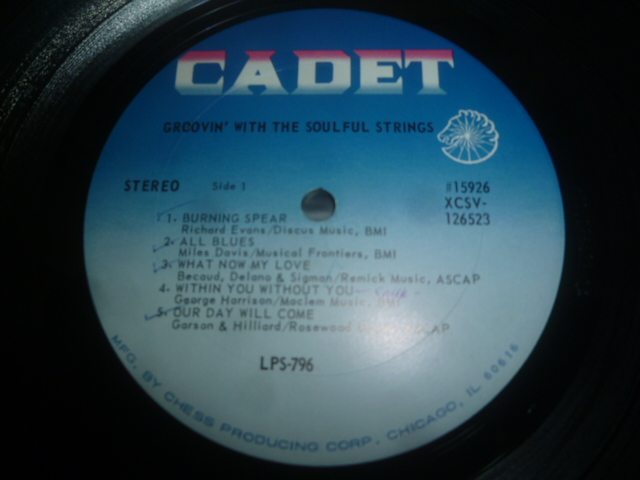 CADET
GROOVIN' WITH THE SOULFUL STRINGS
STEREO Side 1 #15926
XCSV-
126523
1. BURNING SPEAR
Richard Evans/Discus Music, BMI
2. ALL BLUES
Miles Davis/Musical Frontiers, BMI
3. WHAT NOW MY LOVE
Becaud, Delano & Sigman/Remick Music, ASCAP
4. WITHIN YOU WITHOUT YOU
George Harrison/Maclem Music, BMI
5. OUR DAY WILL COME
Garson & Hilliard/Rosewood
LPS-796
MFG. BY CHESS PRODUCING CORP. CHICAGO, IL 60616